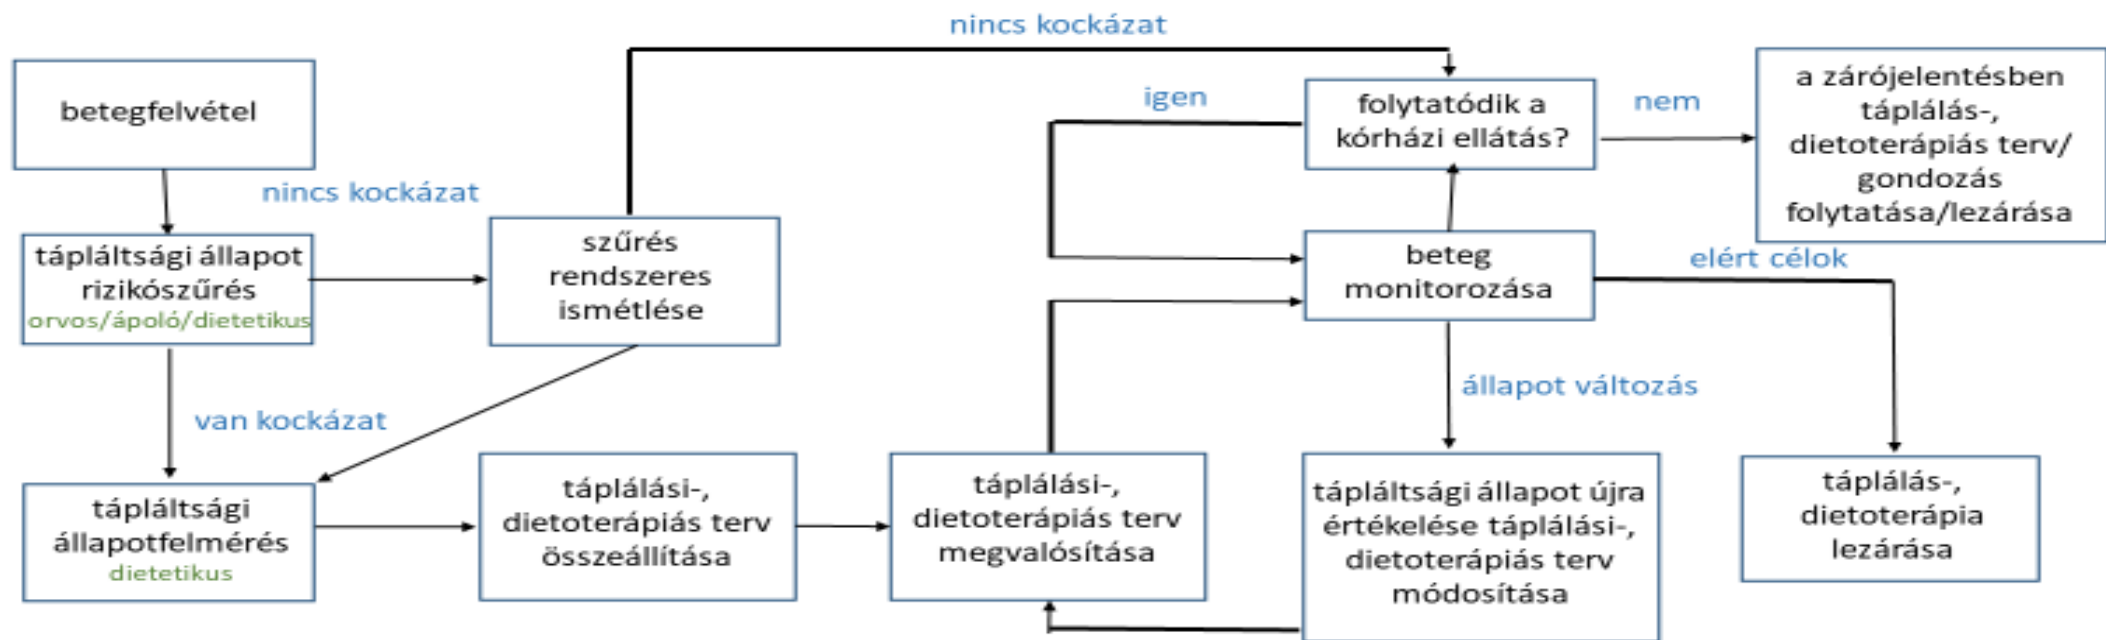 nincs kockázat
betegfelvétel
igen
folytatódik a
kórházi ellátás?
nem
a zárójelentésben
táplálás-,
dietoterápiás terv/
gondozás
folytatása/lezárása
nincs kockázat
tápláltsági állapot
rizikószűrés
orvos/ápoló/dietetikus
szűrés
rendszeres
ismétlése
beteg
monitorozása
elért célok
van kockázat
állapot változás
tápláltsági
állapotfelmérés
dietetikus
táplálási-,
dietoterápiás terv
összeállítása
táplálási-,
dietoterápiás terv
megvalósítása
tápláltsági állapot újra
értékelése táplálási-,
dietoterápiás terv
módosítása
táplálás-,
dietoterápia
lezárása